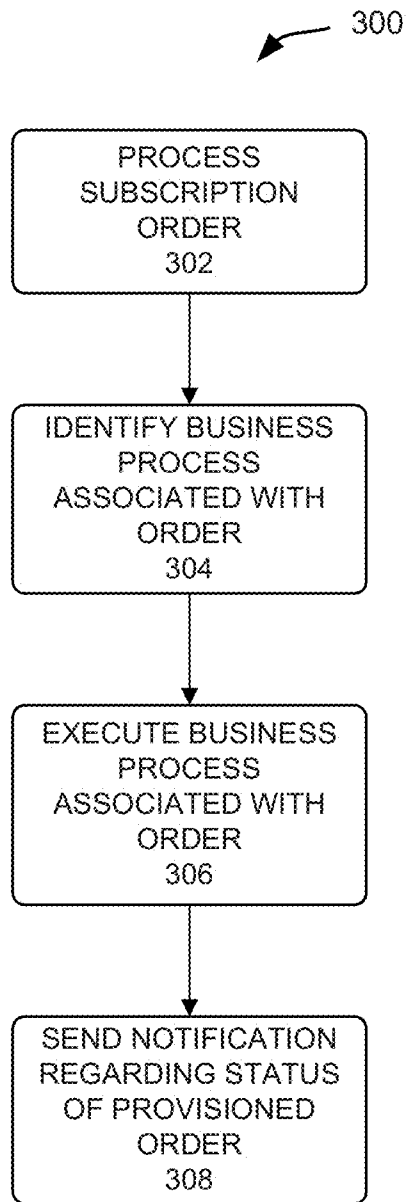 300
PROCESS
SUBSCRIPTION
ORDER
302
IDENTIFY BUSINESS
PROCESS
ASSOCIATED WITH
ORDER
304
EXECUTE BUSINESS
PROCESS
ASSOCIATED WITH
ORDER
306
SEND NOTIFICATION
REGARDING STATUS
OF PROVISIONED
ORDER
308